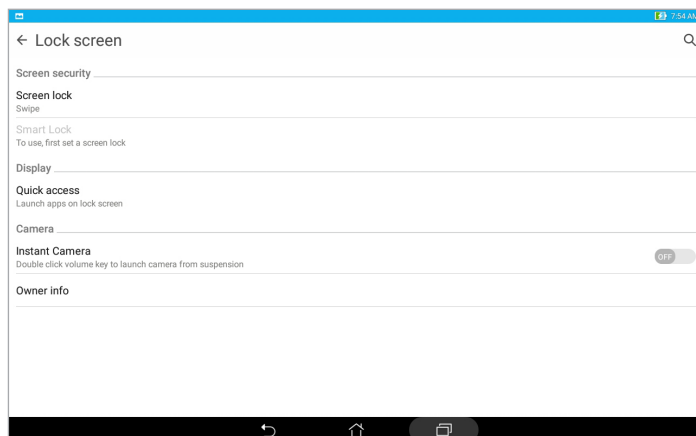 7:54 AM
Lock screen
Screen security
Screen lock
Swipe
Smart Lock
To use, first set a screen lock
Display
Quick access
Launch apps on lock screen
Camera
Instant Camera
Double click volume key to launch camera from suspension
OFF
Owner info